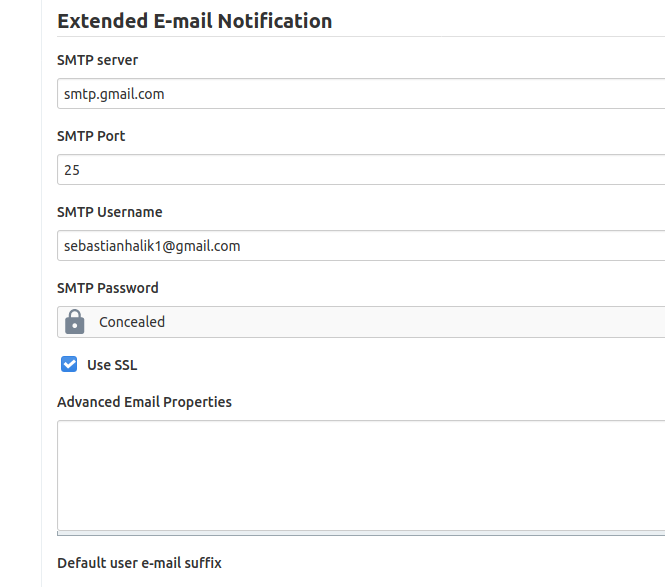 Extended E-mail Notification
SMTP server
smtp.gmail.com
SMTP Port
25
SMTP Username
sebastianhalik1@gmail.com
SMTP Password
Concealed
Use SSL
Advanced Email Properties
Default user e-mail suffix